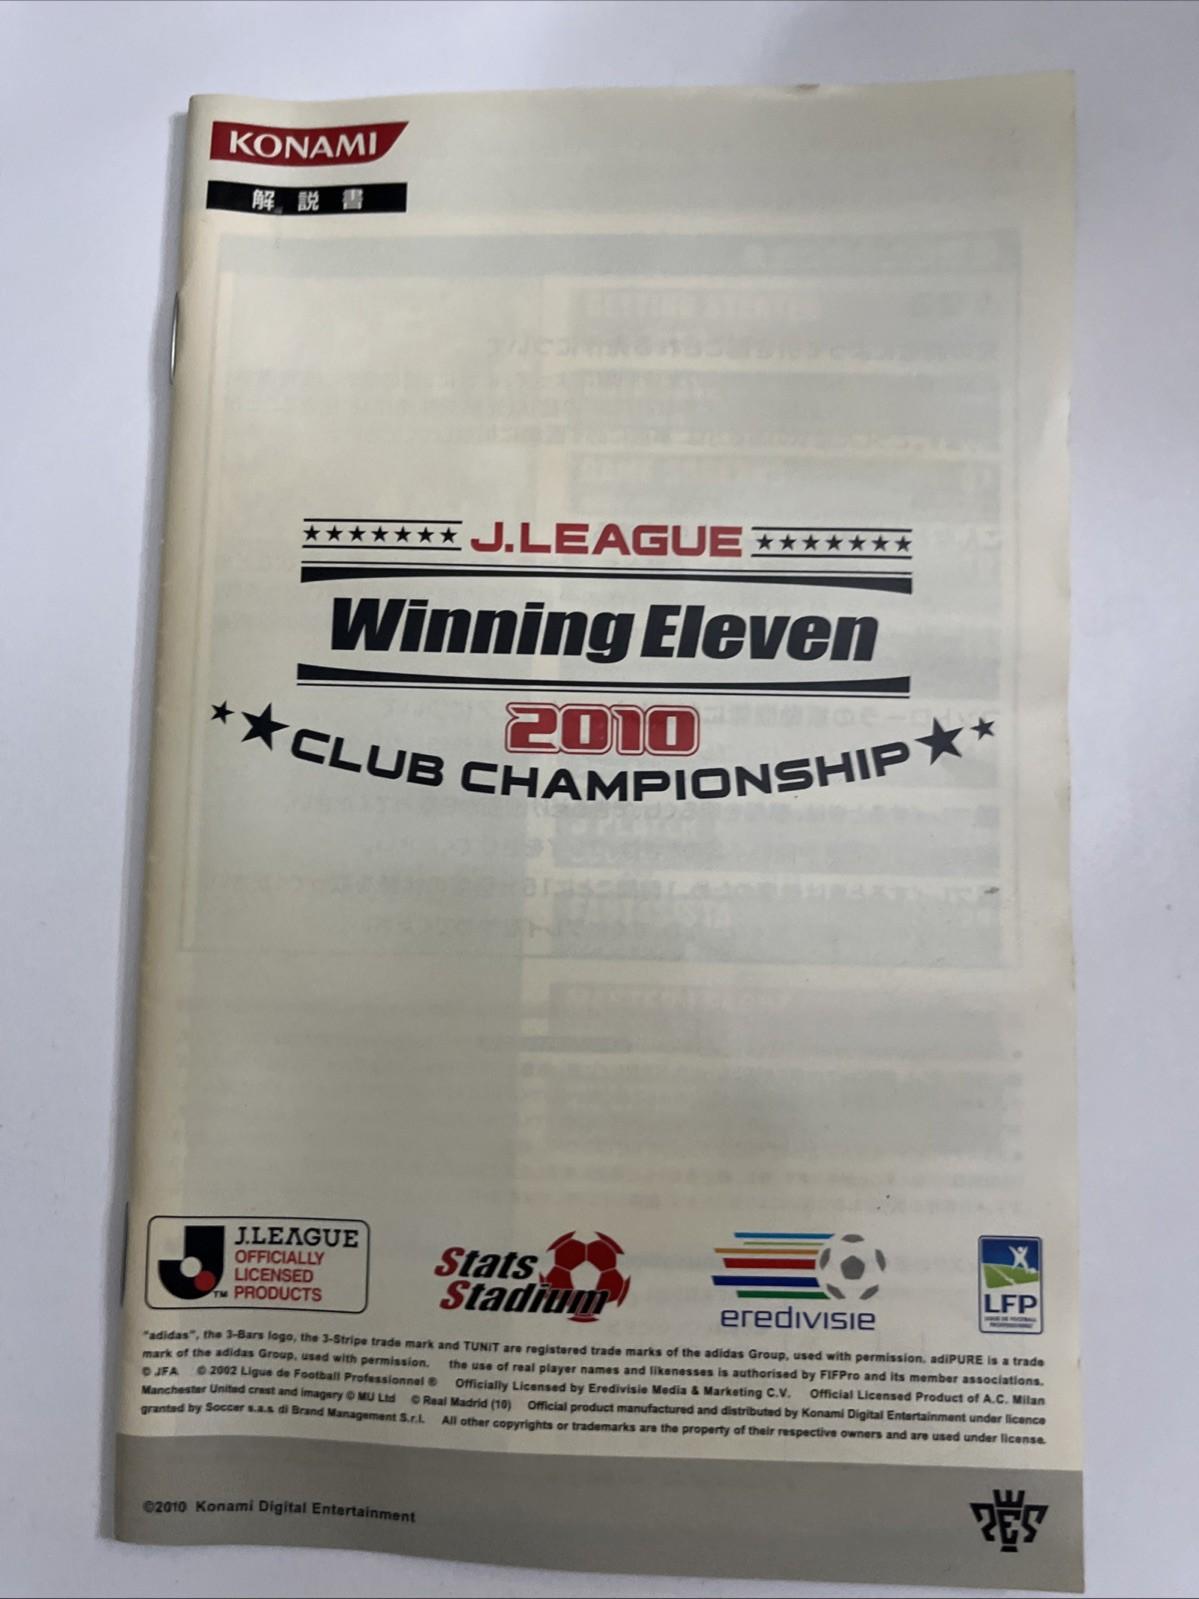 KONAMI
解説書
J.LEAGUE
Winning Eleven
2010
CLUB CHAMPIONSHIP
J.LEAGUE
OFFICIALLY
LICENSED
PRODUCTS
TM
Stats
Stadium
eredivisie
LFP
LIGUE DE FOOTBALL
PROFESSIONNEL
"adidas", the 3-Bars logo, the 3-Stripe trade mark and TUNiT are registered trade marks of the adidas Group, used with permission. adiPURE is a trade
mark of the adidas Group, used with permission. the use of real player names and likenesses is authorised by FIFPro and its member associations.
© JFA © 2002 Ligue de Football Professionnel ® Officially Licensed by Eredivisie Media & Marketing C.V. Official Licensed Product of A.C. Milan
Manchester United crest and imagery © MU Ltd © Real Madrid (10) Official product manufactured and distributed by Konami Digital Entertainment under licence
granted by Soccer s.a.s. di Brand Management S.r.l. All other copyrights or trademarks are the property of their respective owners and are used under license.
©2010 Konami Digital Entertainment
PES